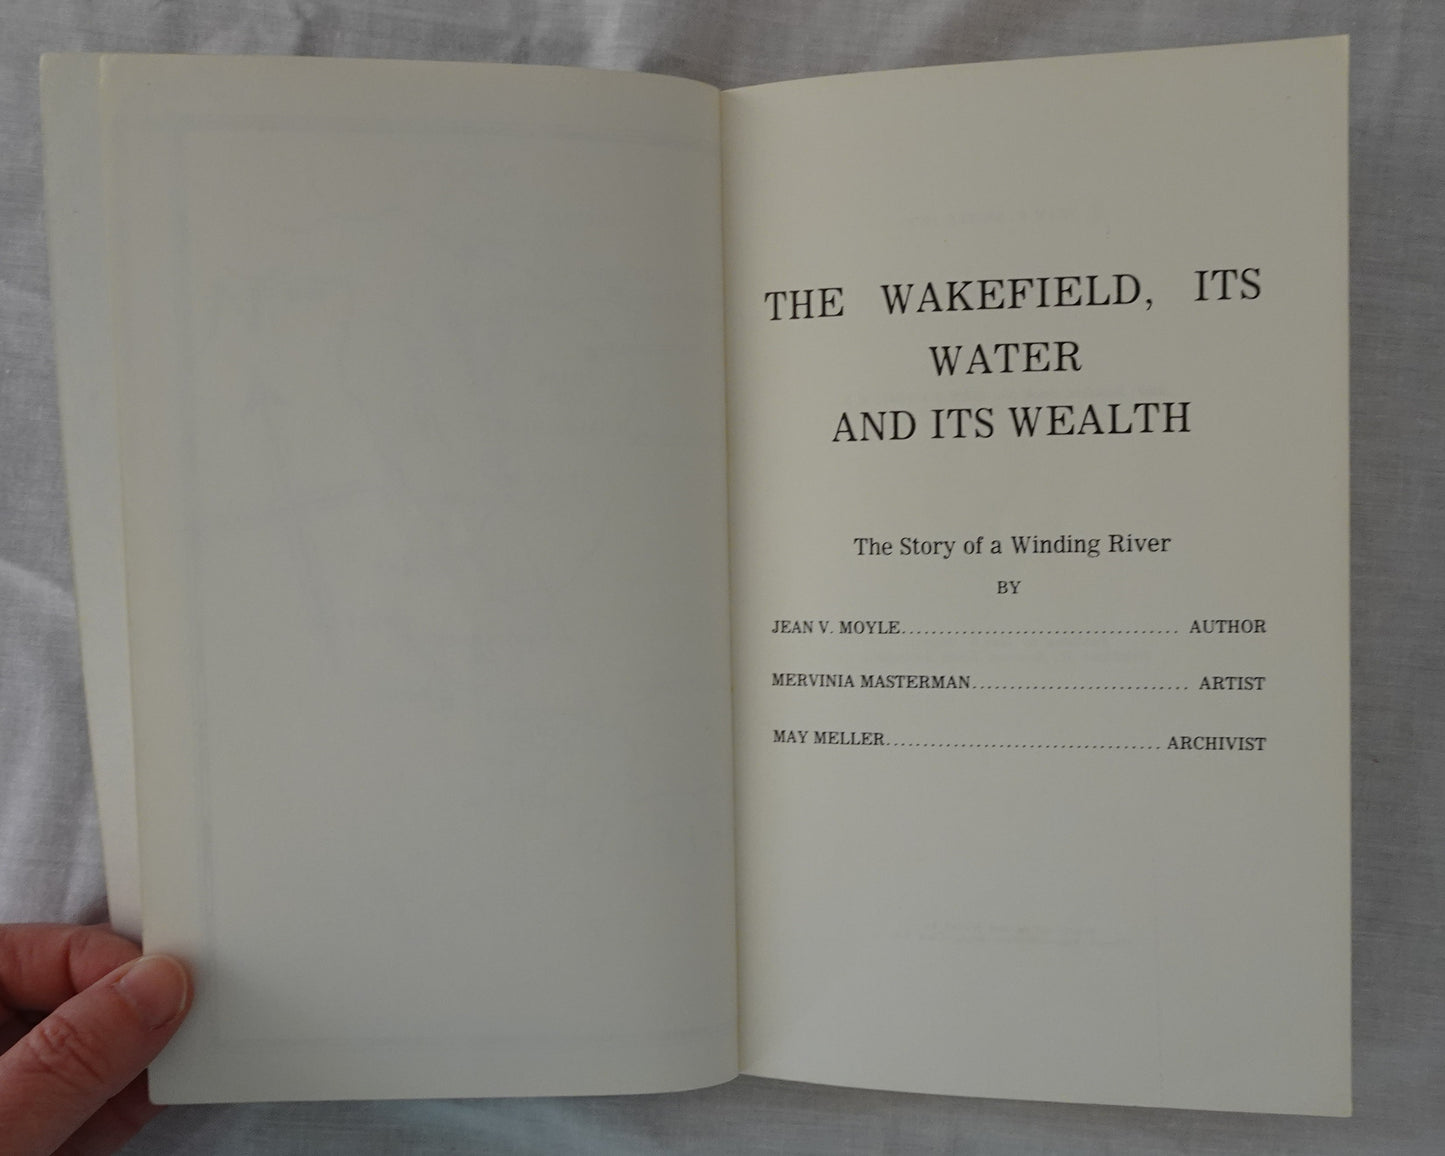 THE WAKEFIELD, ITS
WATER
AND ITS WEALTH
The Story of a Winding River
BY
JEAN V. MOYLE.................................... AUTHOR
MERVINIA MASTERMAN............................ ARTIST
MAY MELLER.................................... ARCHIVIST